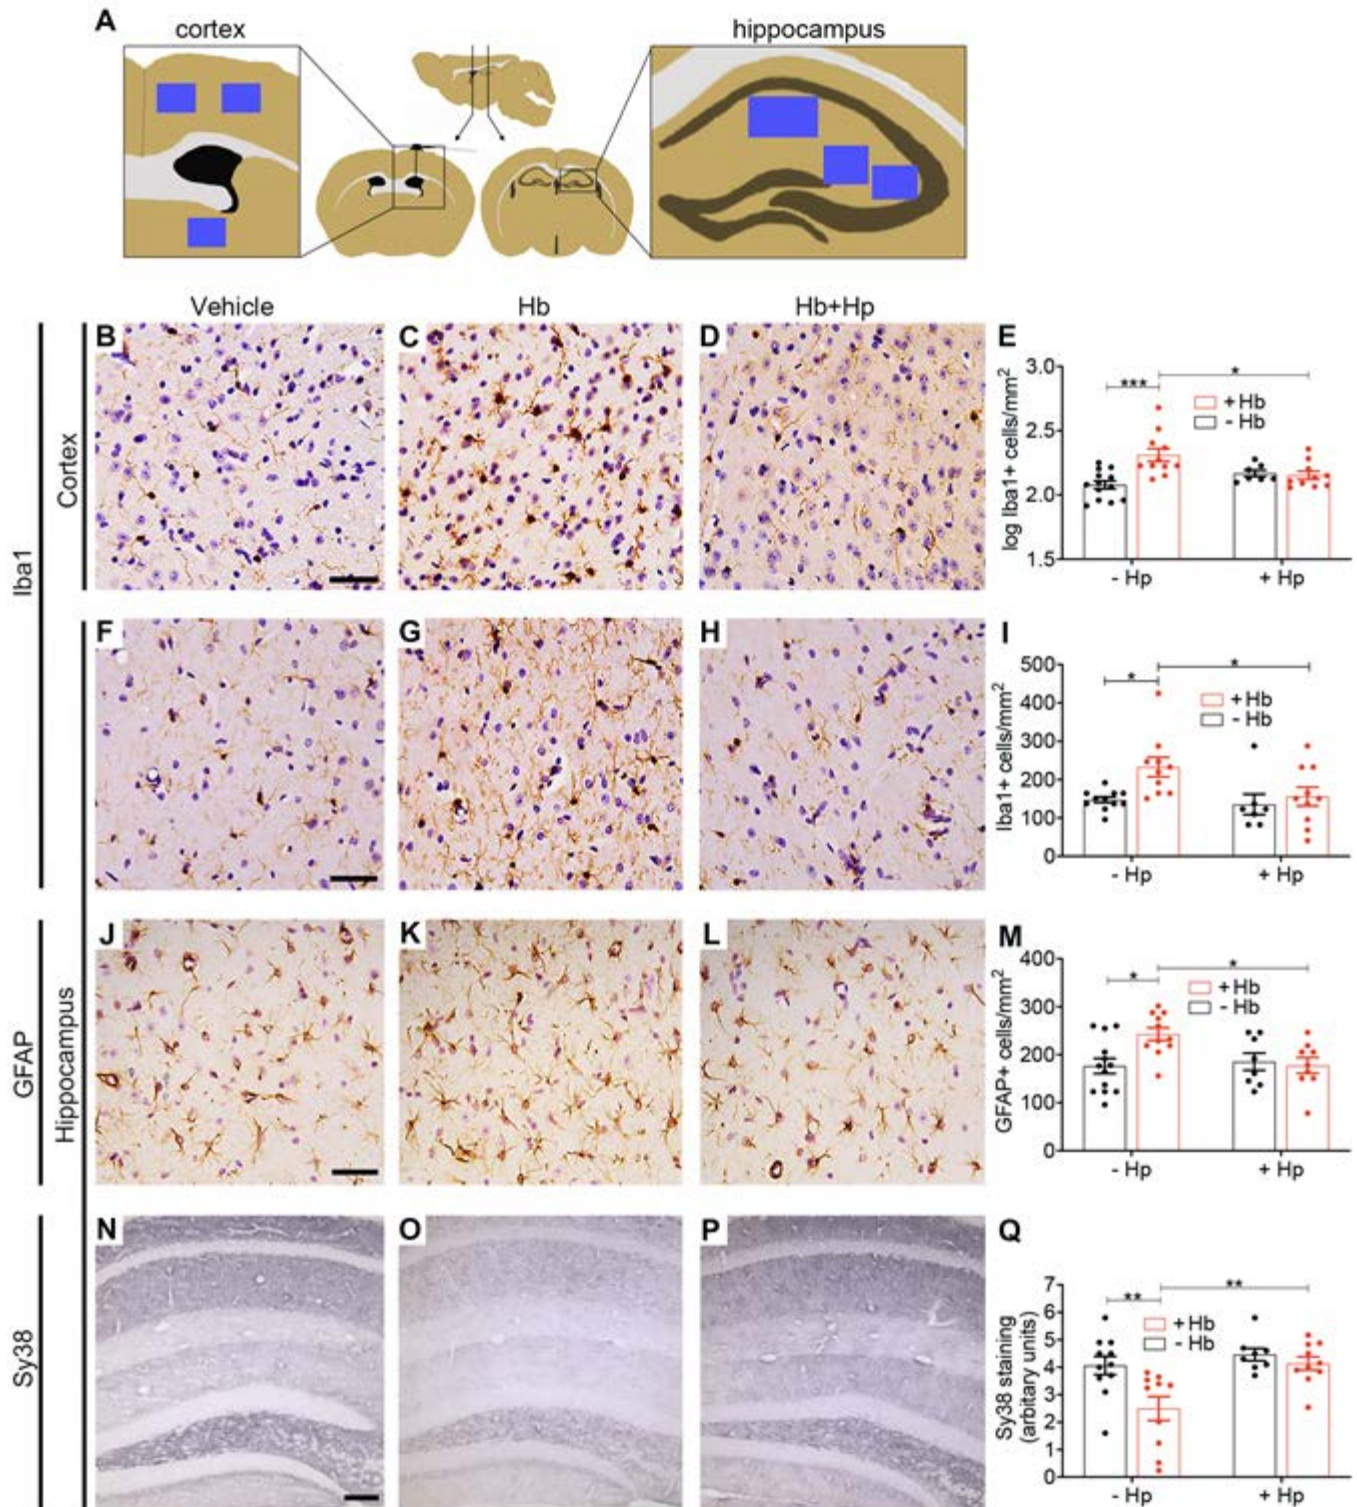 A
cortex
hippocampus
Vehicle
Hb
Hb+Hp
Iba1
Cortex
B
C
D
E
log Iba1+ cells/mm2
3.0
2.5
2.0
1.5
***
*
+ Hb
- Hb
- Hp
+ Hp
Hippocampus
F
G
H
I
Iba1+ cells/mm2
500
400
300
200
100
0
*
*
+ Hb
- Hb
- Hp
+ Hp
GFAP
J
K
L
M
GFAP+ cells/mm2
400
300
200
100
0
*
*
+ Hb
- Hb
- Hp
+ Hp
Sy38
N
O
P
Q
Sy38 staining
(arbitary units)
7
6
5
4
3
2
1
0
**
**
+ Hb
- Hb
- Hp
+ Hp